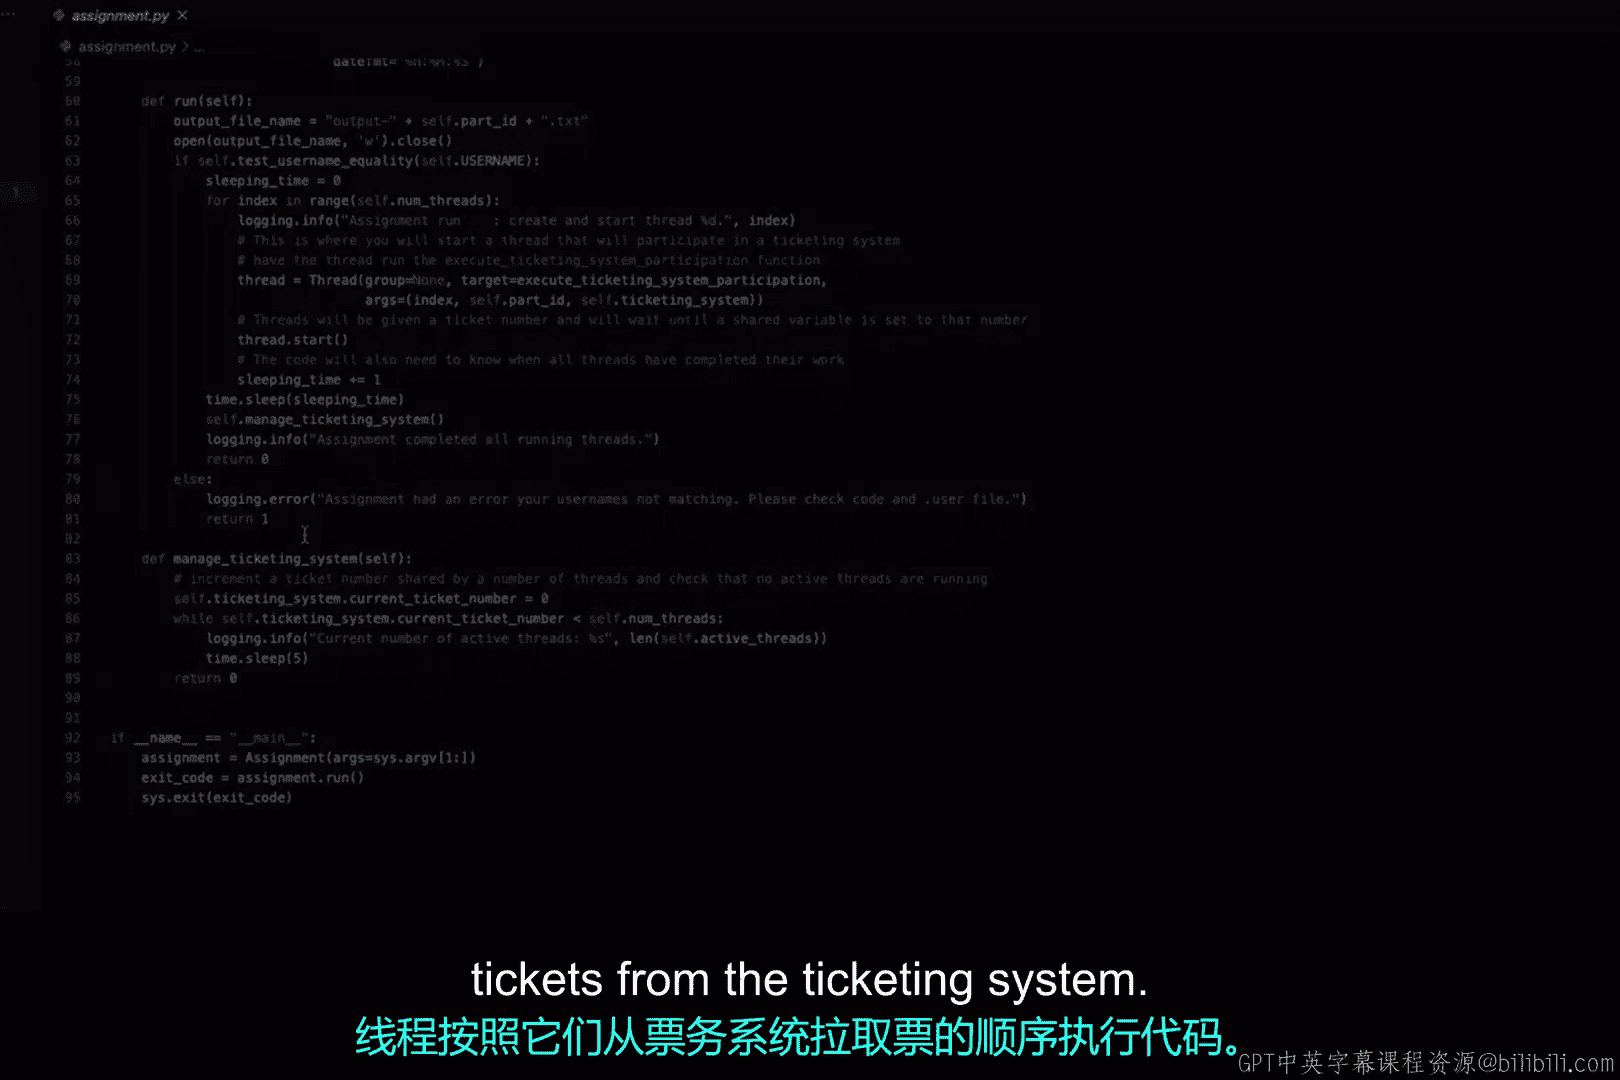 assignment.py ×
assignment.py > ...
58 datefmt="%H:%M:%S")
59
60 def run(self):
61 output_file_name = "output-" + self.part_id + ".txt"
62 open(output_file_name, 'w').close()
63 if self.test_username_equality(self.USERNAME):
64 sleeping_time = 0
65 for index in range(self.num_threads):
66 logging.info("Assignment run    : create and start thread %d.", index)
67 # This is where you will start a thread that will participate in a ticketing system
68 # have the thread run the execute_ticketing_system_participation function
69 thread = Thread(group=None, target=execute_ticketing_system_participation,
70 args=(index, self.part_id, self.ticketing_system))
71 # Threads will be given a ticket number and will wait until a shared variable is set to that number
72 thread.start()
73 # The code will also need to know when all threads have completed their work
74 sleeping_time += 1
75 time.sleep(sleeping_time)
76 self.manage_ticketing_system()
77 logging.info("Assignment completed all running threads.")
78 return 0
79 else:
80 logging.error("Assignment had an error your usernames not matching. Please check code and .user file.")
81 return 1
82
83 def manage_ticketing_system(self):
84 # increment a ticket number shared by a number of threads and check that no active threads are running
85 self.ticketing_system.current_ticket_number = 0
86 while self.ticketing_system.current_ticket_number < self.num_threads:
87 logging.info("Current number of active threads: %s", len(self.active_threads))
88 time.sleep(5)
89 return 0
90
91
92 if __name__ == "__main__":
93 assignment = Assignment(args=sys.argv[1:])
94 exit_code = assignment.run()
95 sys.exit(exit_code)
1
tickets from the ticketing system.
线程按照它们从票务系统拉取票的顺序执行代码。
GPT中英字幕课程资源@bilibili.com